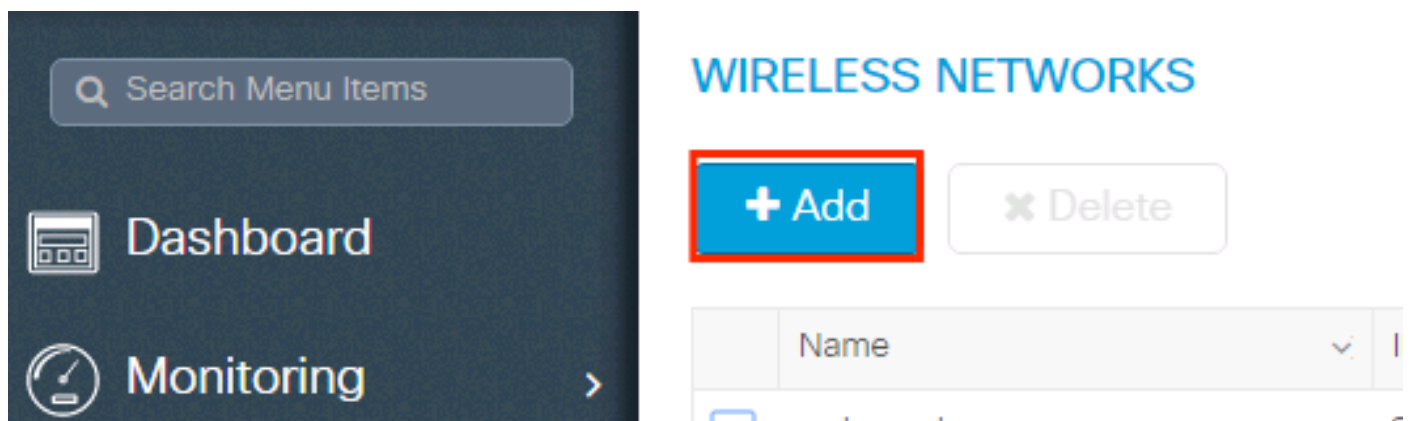 Search Menu Items
WIRELESS NETWORKS
Add
Delete
Dashboard
Name
Monitoring